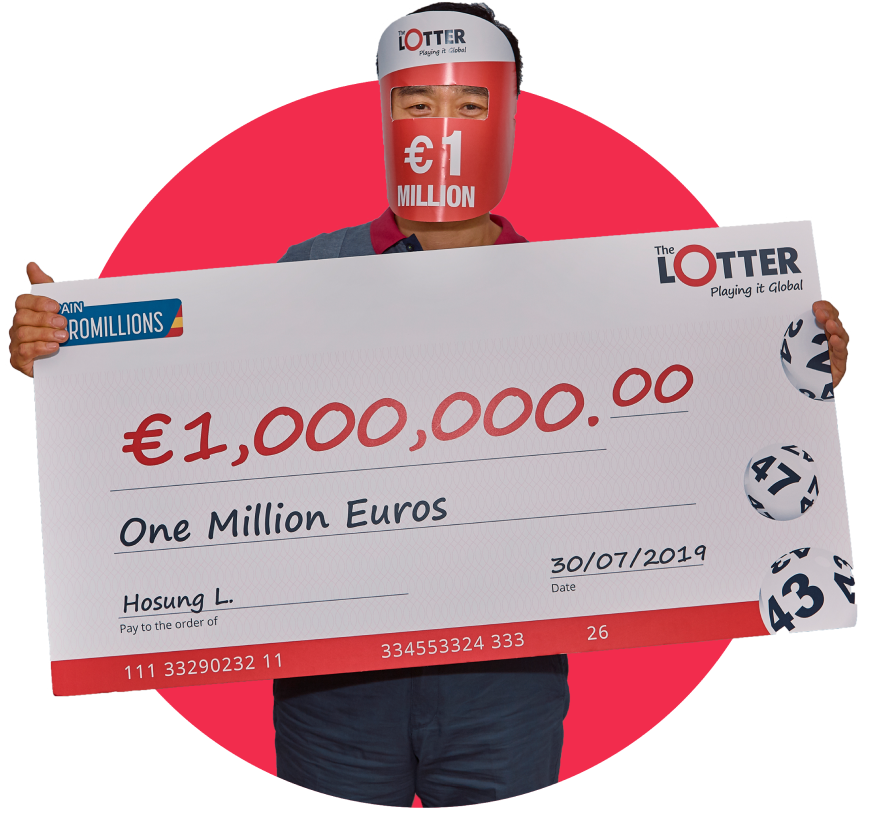 The
LOTTER
Playing it Global
€1
MILLION
The
LOTTER
Playing it Global
AIN
ROMILLIONS
€1,000,000.00
One Million Euros
47
30/07/2019
Date
Hosung L.
Pay to the order of
43
111 33290232 11
334553324 333
26